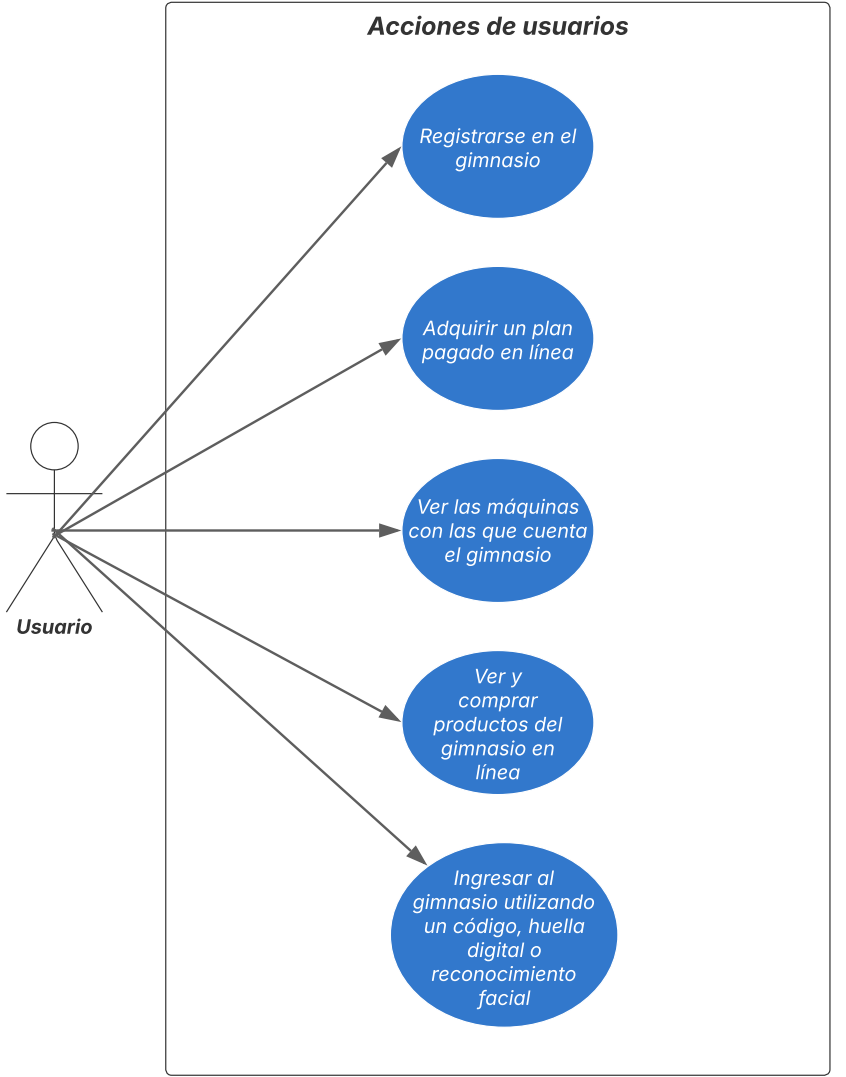 Acciones de usuarios
Registrarse en el
gimnasio
Adquirir un plan
pagado en línea
Ver las máquinas
con las que cuenta
el gimnasio
Usuario
Ver y
comprar
productos del
gimnasio en
línea
Ingresar al
gimnasio utilizando
un código, huella
digital o
reconocimiento
facial